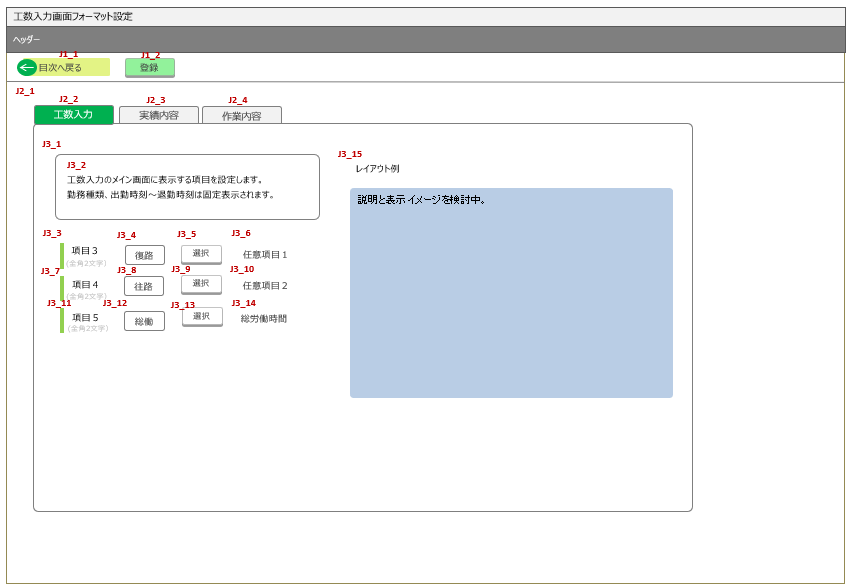 工数入力画面フォーマット設定
ヘッダー
J1_1
J1_2
目次へ戻る
登録
J2_1
J2_2
J2_3
J2_4
工数入力
実績内容
作業内容
J3_1
J3_15
レイアウト例
J3_2
工数入力のメイン画面に表示する項目を設定します。
勤務種類、出勤時刻～退勤時刻は固定表示されます。
説明と表示イメージを検討中。
J3_3
J3_4
J3_5
J3_6
項目３
(全角2文字)
復路
選択
任意項目１
J3_7
J3_8
J3_9
J3_10
項目４
(全角2文字)
往路
選択
任意項目２
J3_11
J3_12
J3_13
J3_14
項目５
(全角2文字)
総働
選択
総労働時間